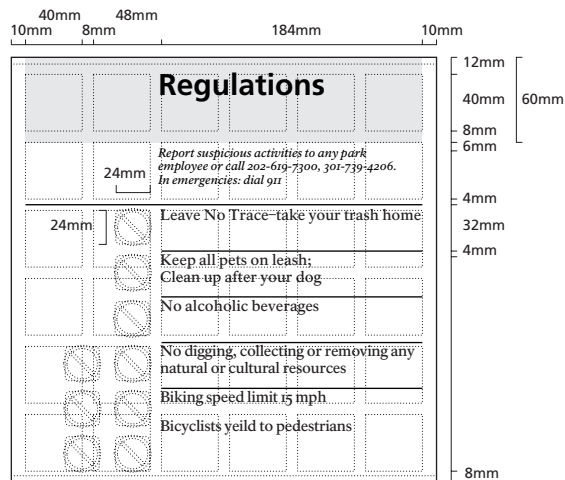 40mm 48mm
10mm 8mm 184mm 10mm
12mm
Regulations
40mm 60mm
8mm
6mm
Report suspicious activities to any park
employee or call 202-619-7300, 301-739-4206.
In emergencies: dial 911
24mm
4mm
Leave No Trace–take your trash home
24mm
32mm
4mm
Keep all pets on leash;
Clean up after your dog
No alcoholic beverages
No digging, collecting or removing any
natural or cultural resources
Biking speed limit 15 mph
Bicyclists yeild to pedestrians
8mm